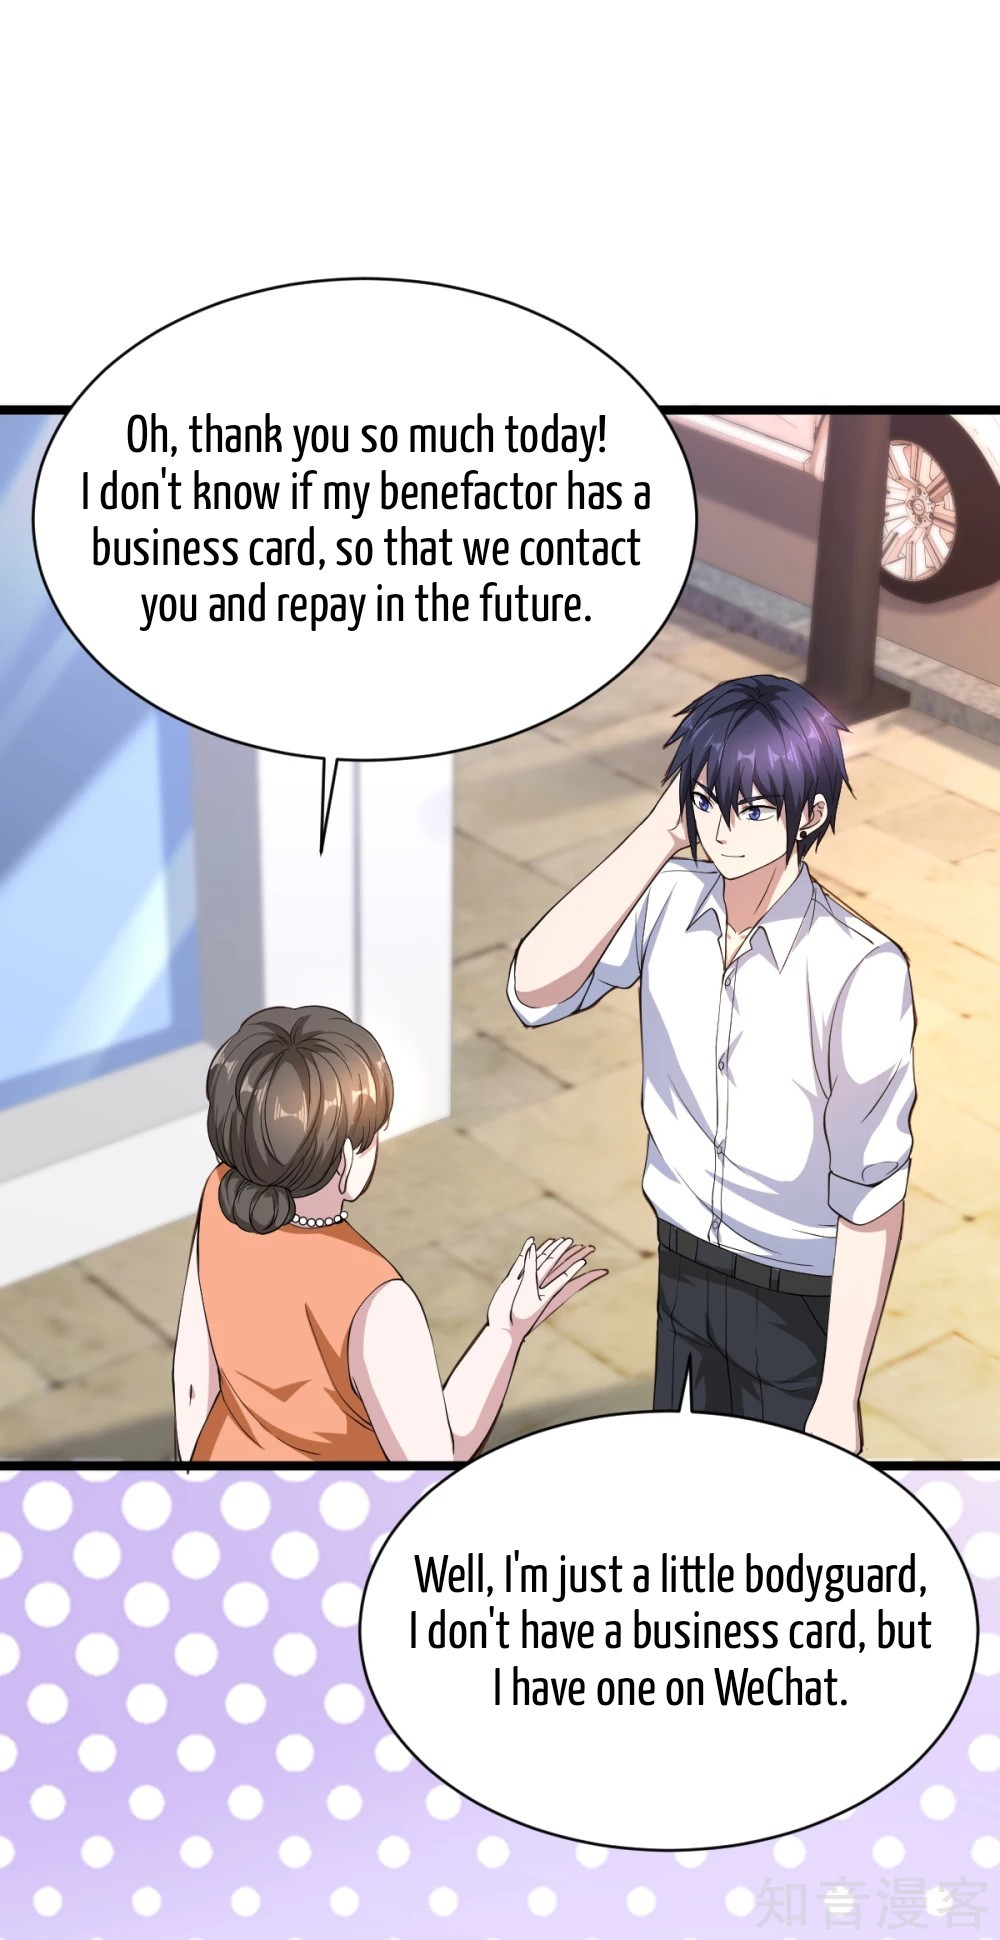 Oh, thank you so much today!
I don't know if my benefactor has a
business card, so that we contact
you and repay in the future.
Well, I'm just a little bodyguard,
I don't have a business card, but
I have one on WeChat.
知音漫客